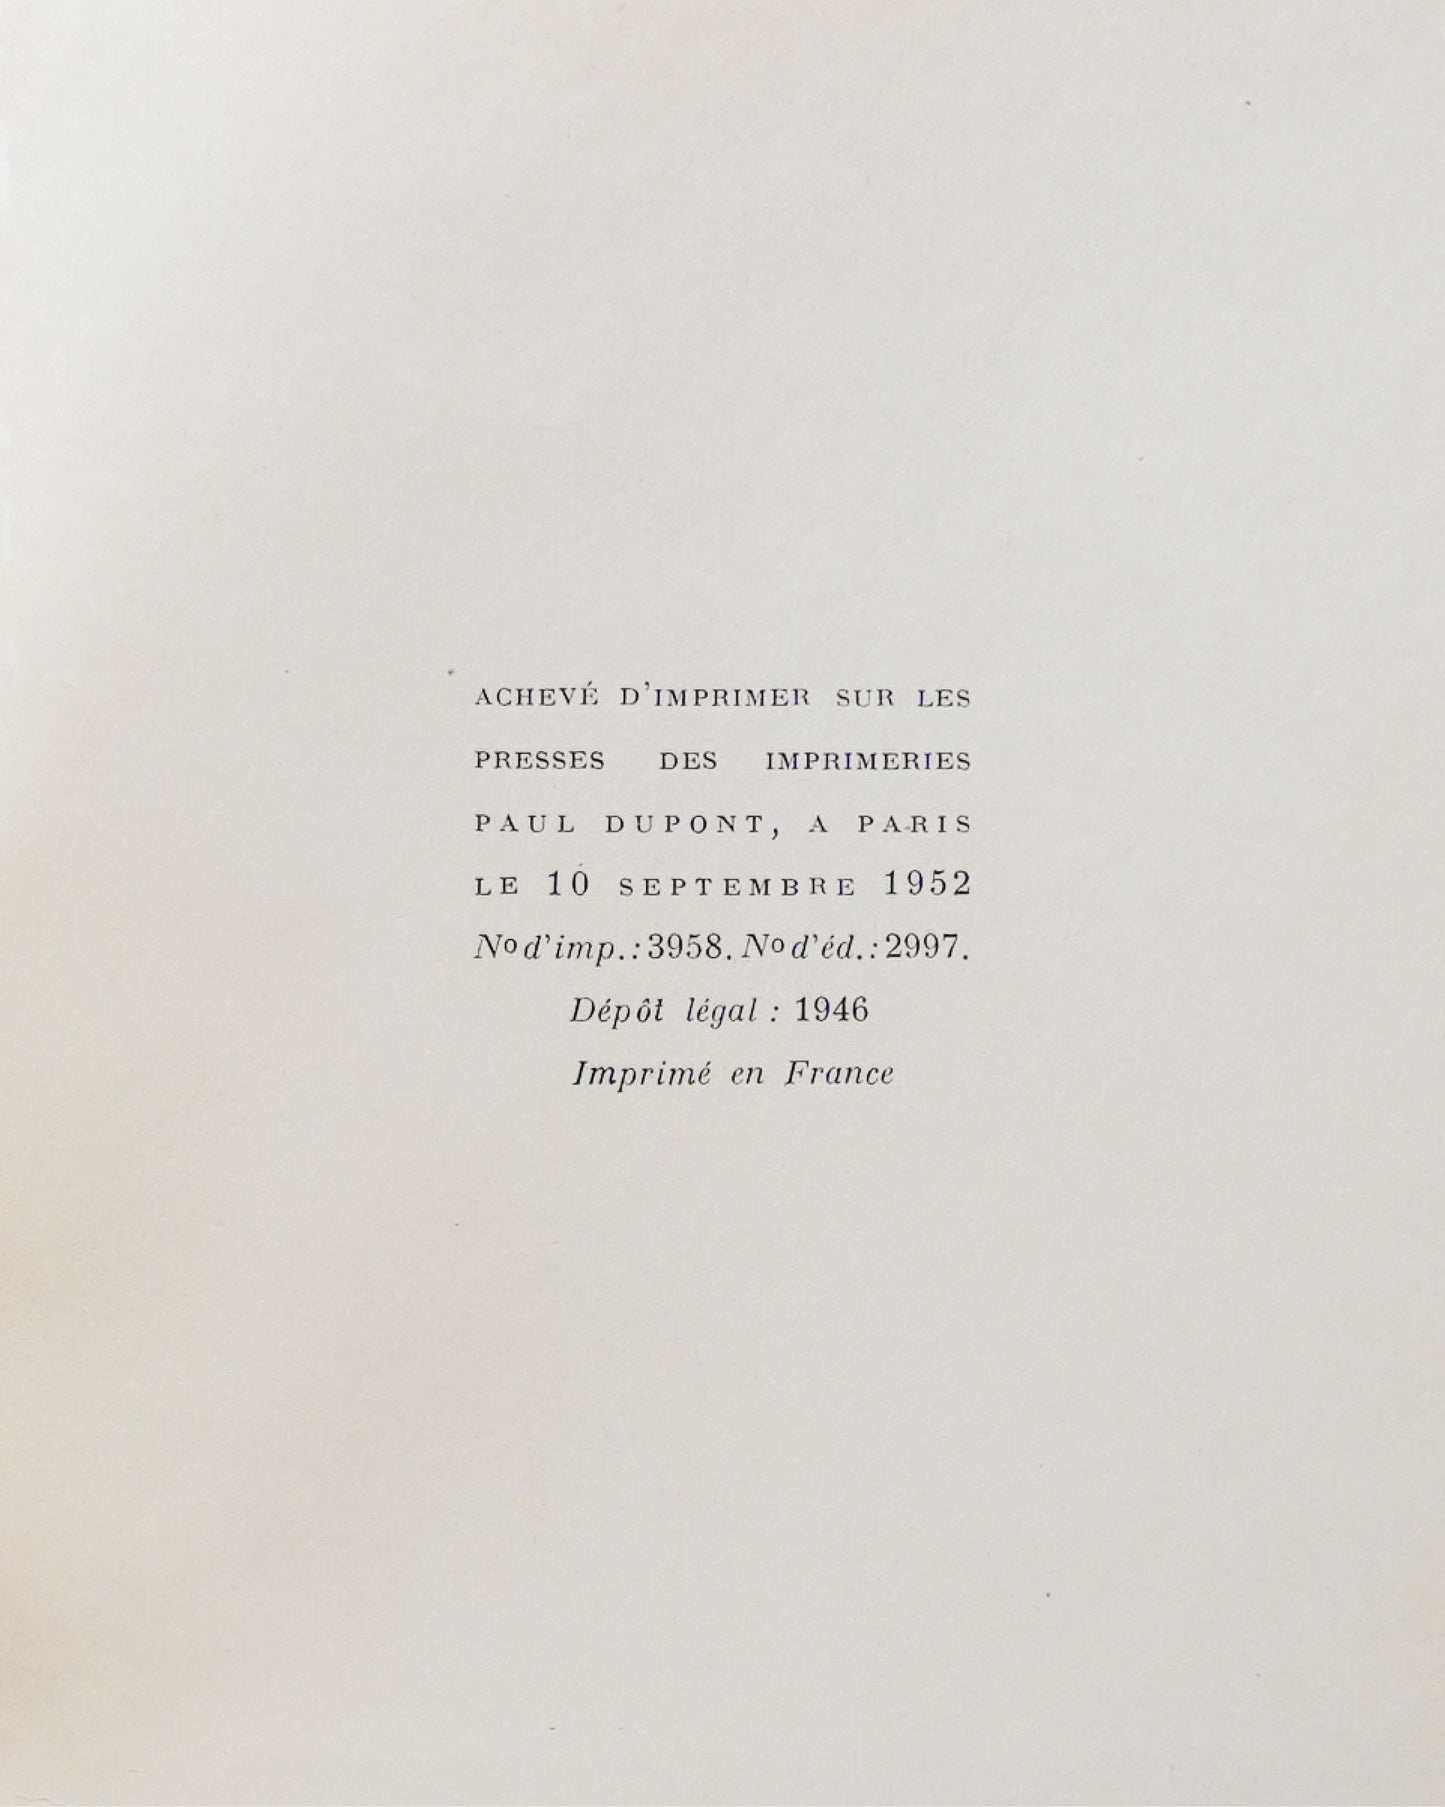 ACHEVÉ D'IMPRIMER SUR LES
PRESSES DES IMPRIMERIES
PAUL DUPONT, A PARIS
LE 10 SEPTEMBRE 1952
Nº d'imp. : 3958. Nº d'éd. : 2997.
Dépôt légal : 1946
Imprimé en France